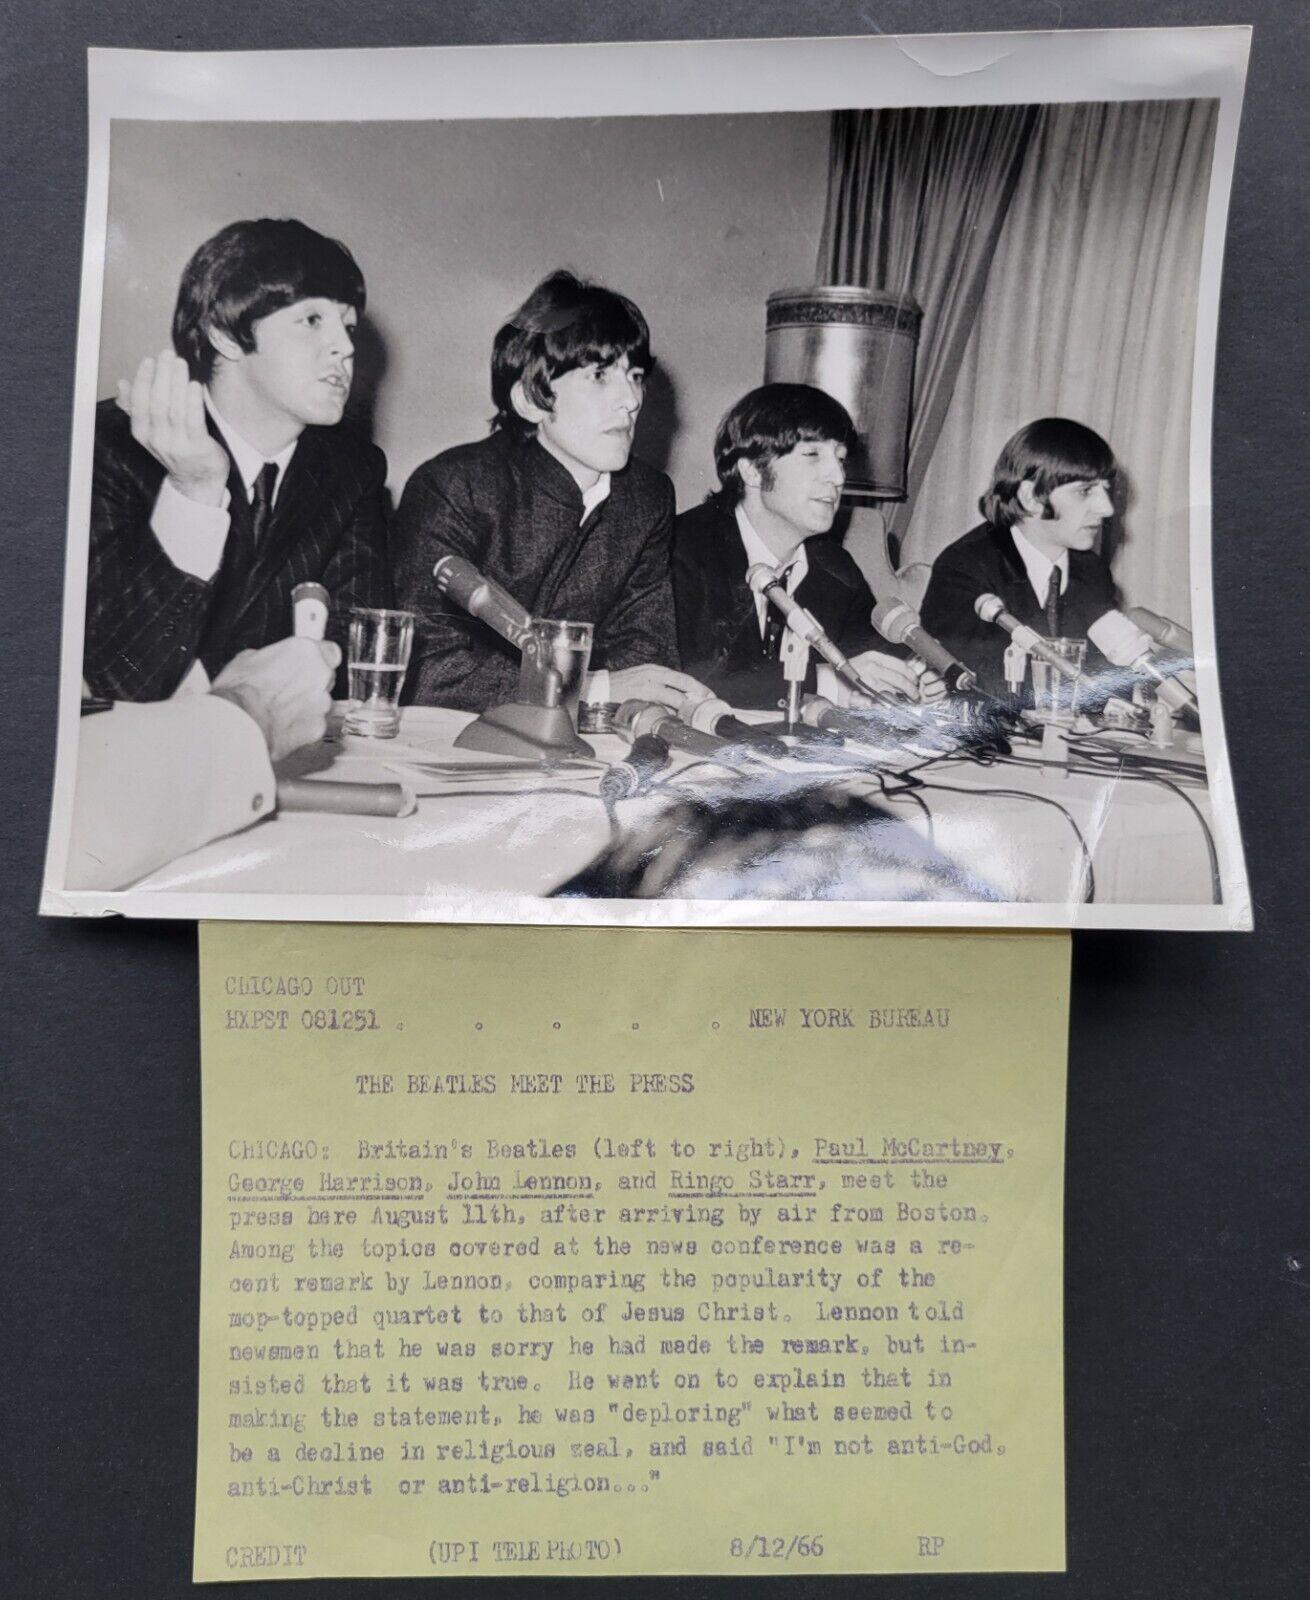 CHICAGO OUT
HXPST 081251 . . . . . NEW YORK BUREAU
THE BEATLES MEET THE PRESS
CHICAGO: Britain's Beatles (left to right), Paul McCartney,
George Harrison, John Lennon, and Ringo Starr, meet the
press here August 11th, after arriving by air from Boston.
Among the topics covered at the news conference was a re-
cent remark by Lennon, comparing the popularity of the
mop-topped quartet to that of Jesus Christ. Lennon told
newsmen that he was sorry he had made the remark, but in-
sisted that it was true. He went on to explain that in
making the statement, he was "deploring" what seemed to
be a decline in religious zeal, and said "I'm not anti-God,
anti-Christ or anti-religion..."
CREDIT (UPI TELEPHOTO) 8/12/66 RP